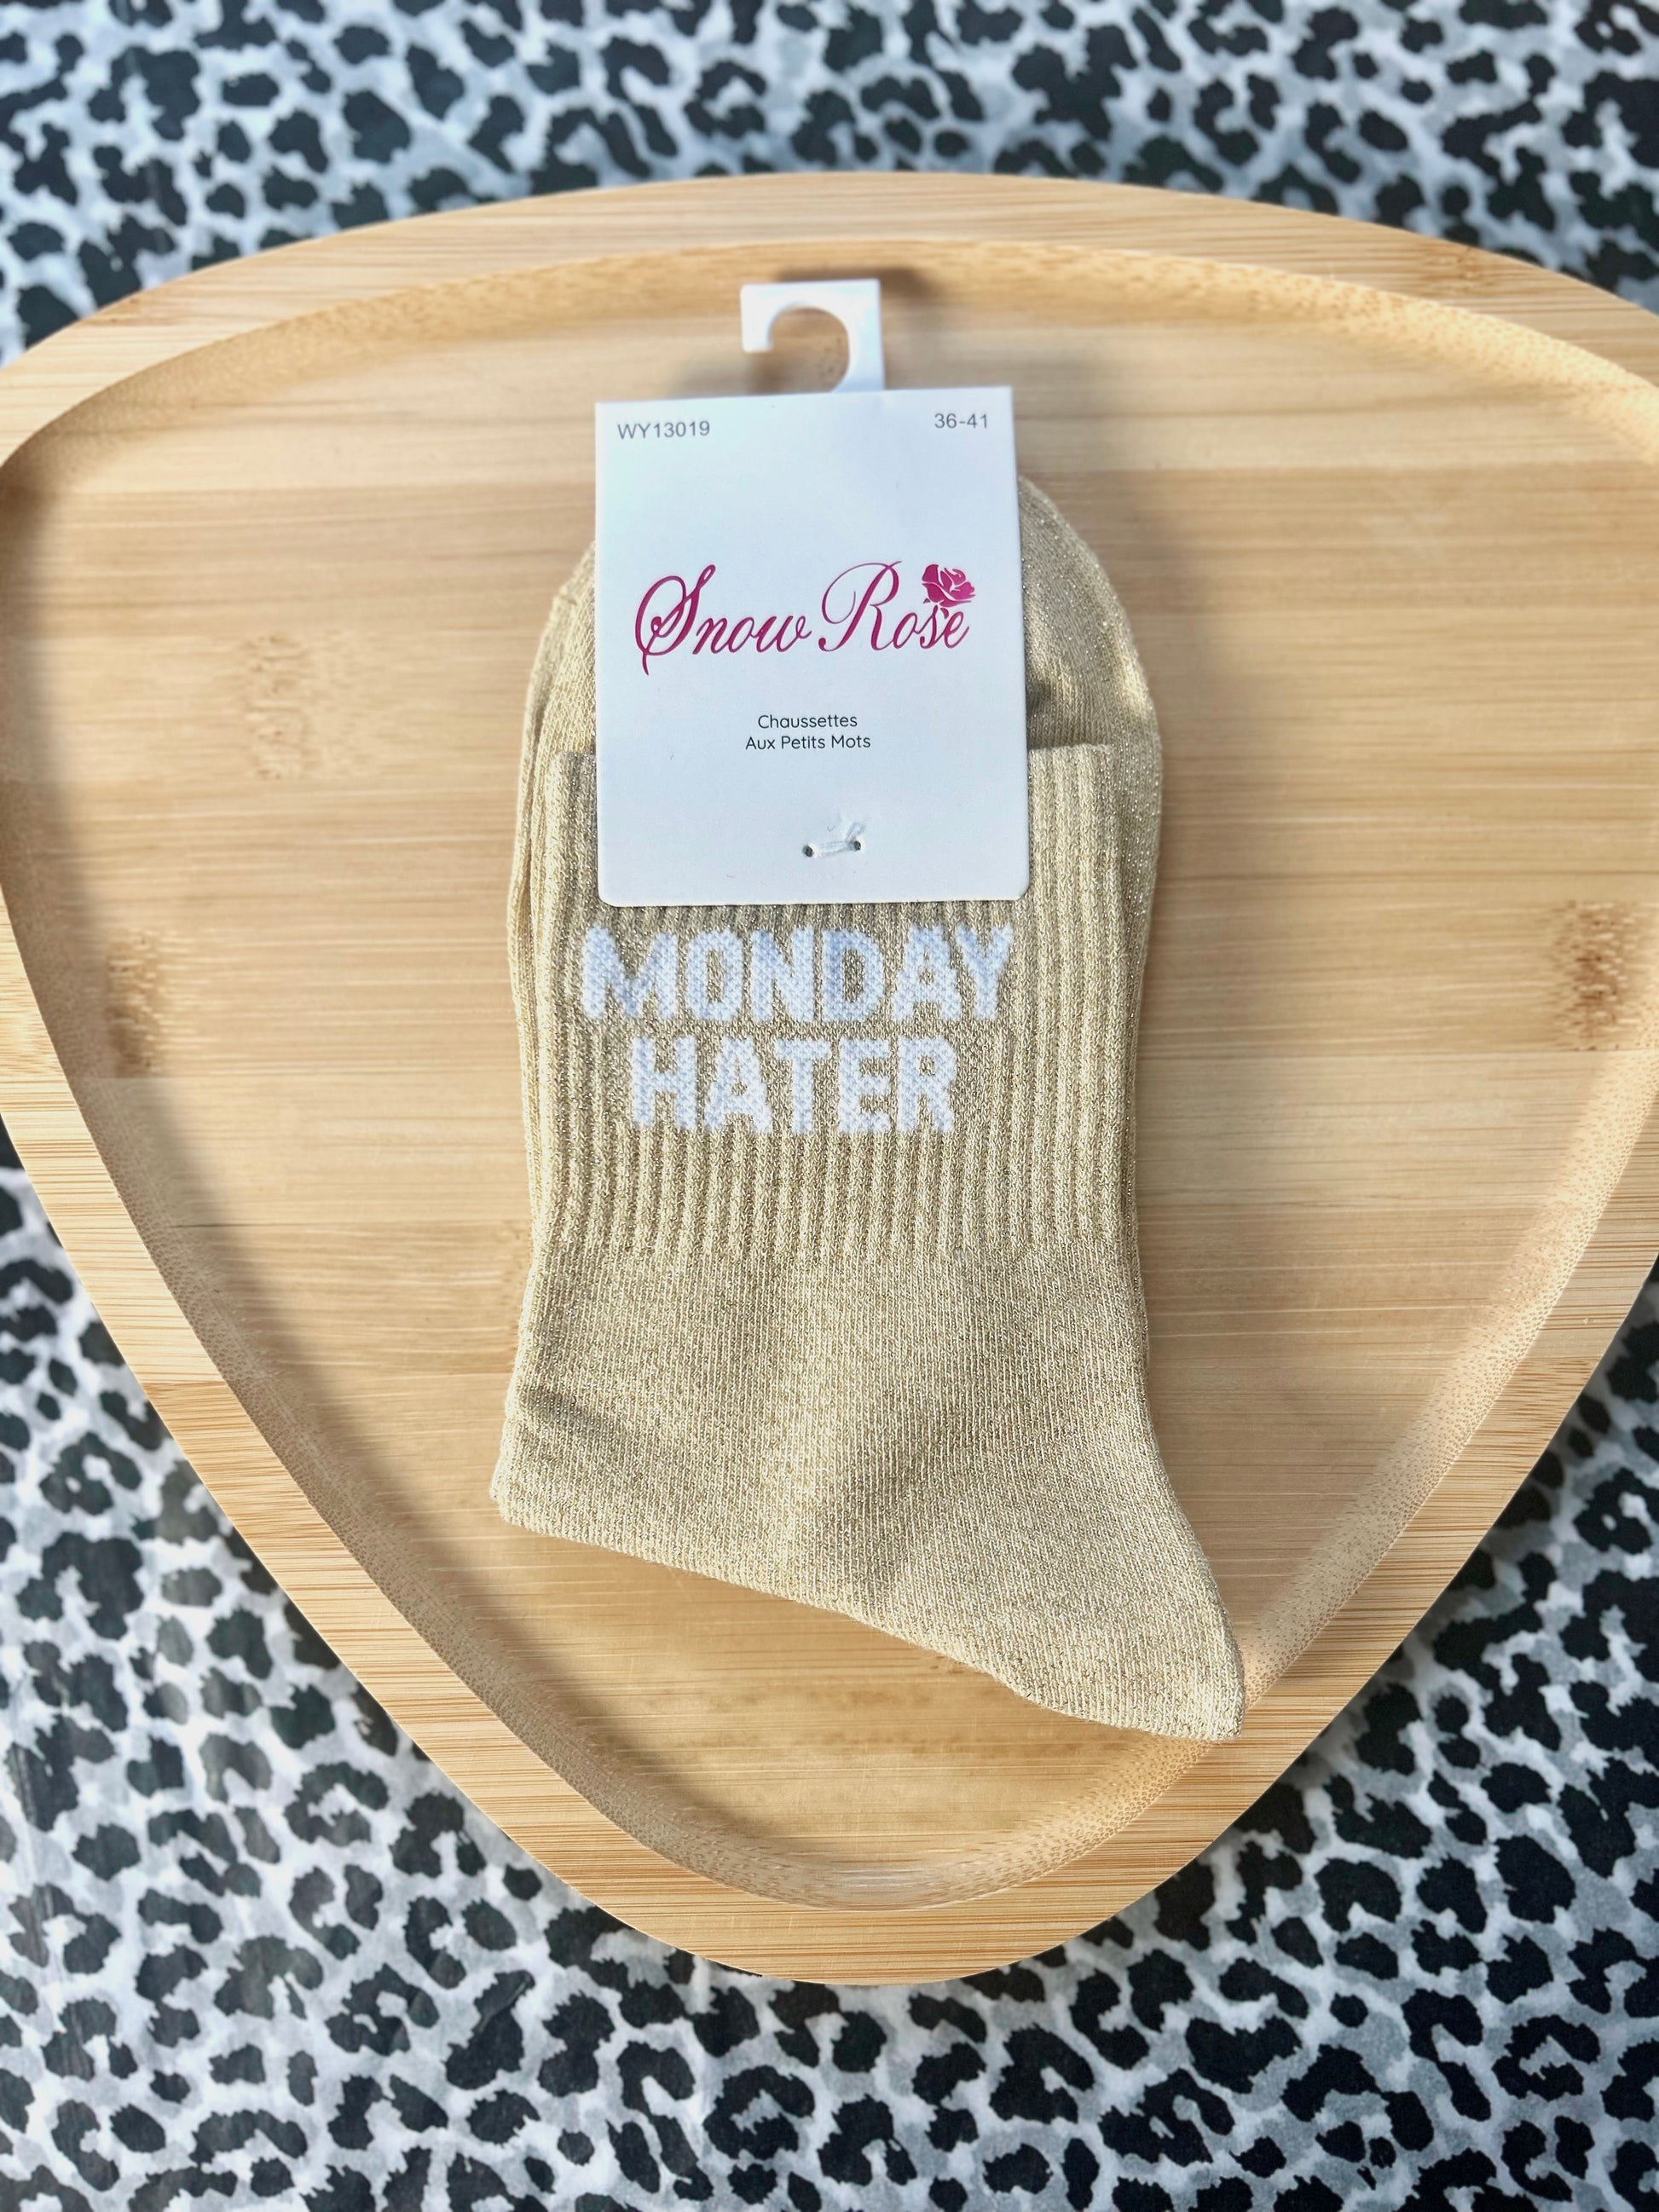 WY13019 36-41
Snow Rose
Chaussettes
Aux Petits Mots
MONDAY
HATER